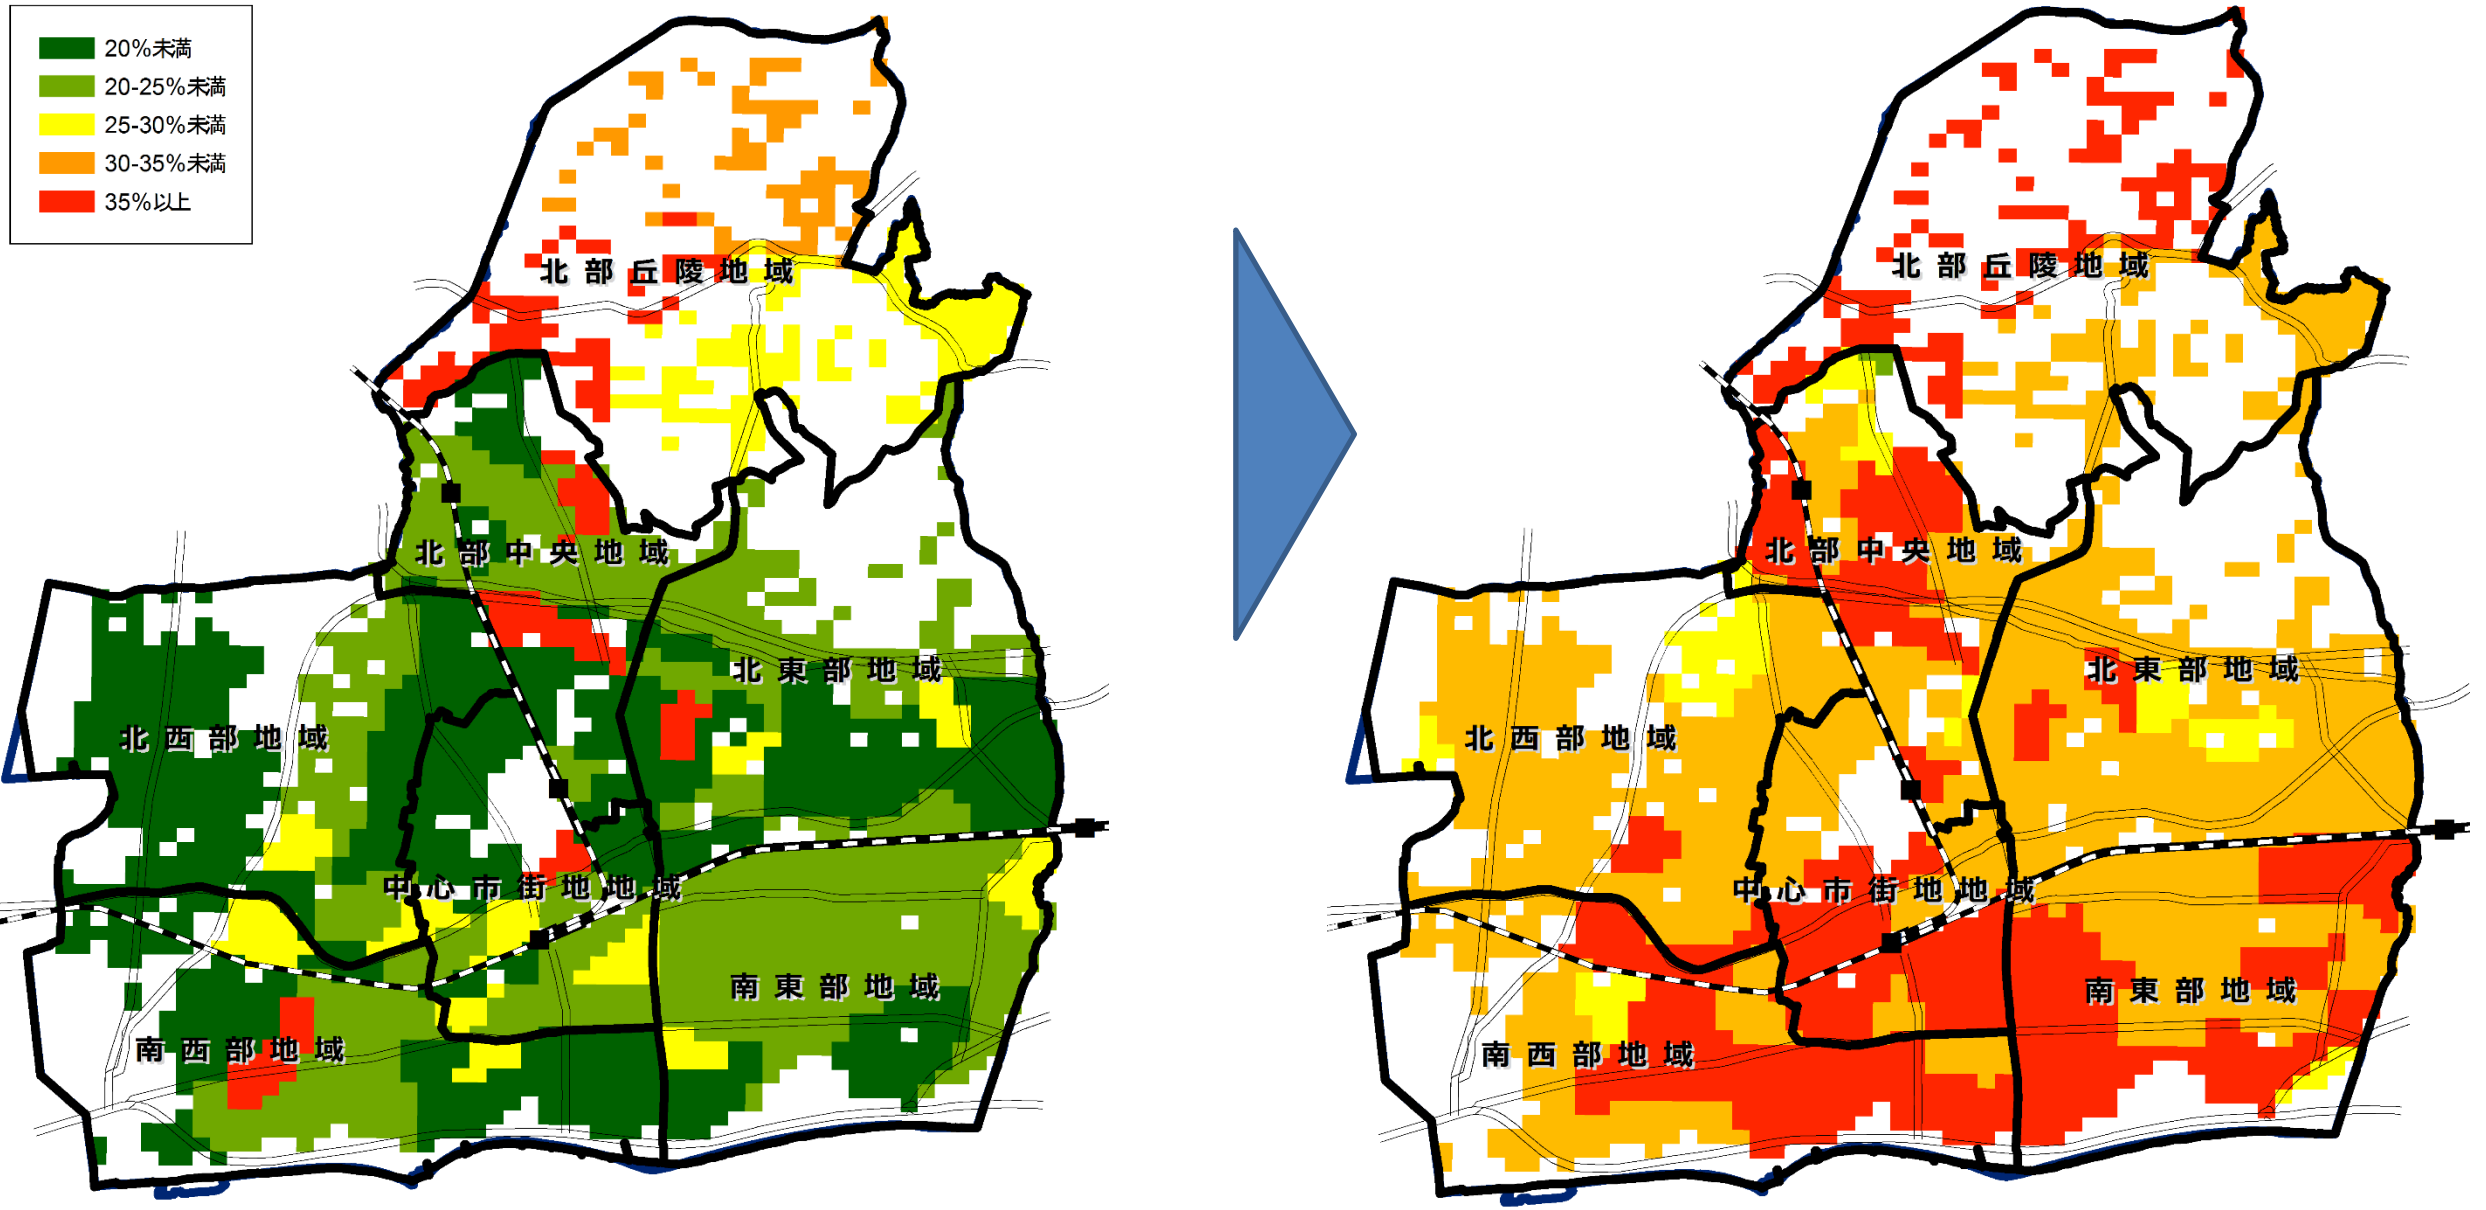 20%未満
20-25%未満
25-30%未満
30-35%未満
35%以上
北部丘陵地域
北部中央地域
北東部地域
北西部地域
中心市街地地域
南東部地域
南西部地域
北部丘陵地域
北部中央地域
北東部地域
北西部地域
中心市街地地域
南東部地域
南西部地域